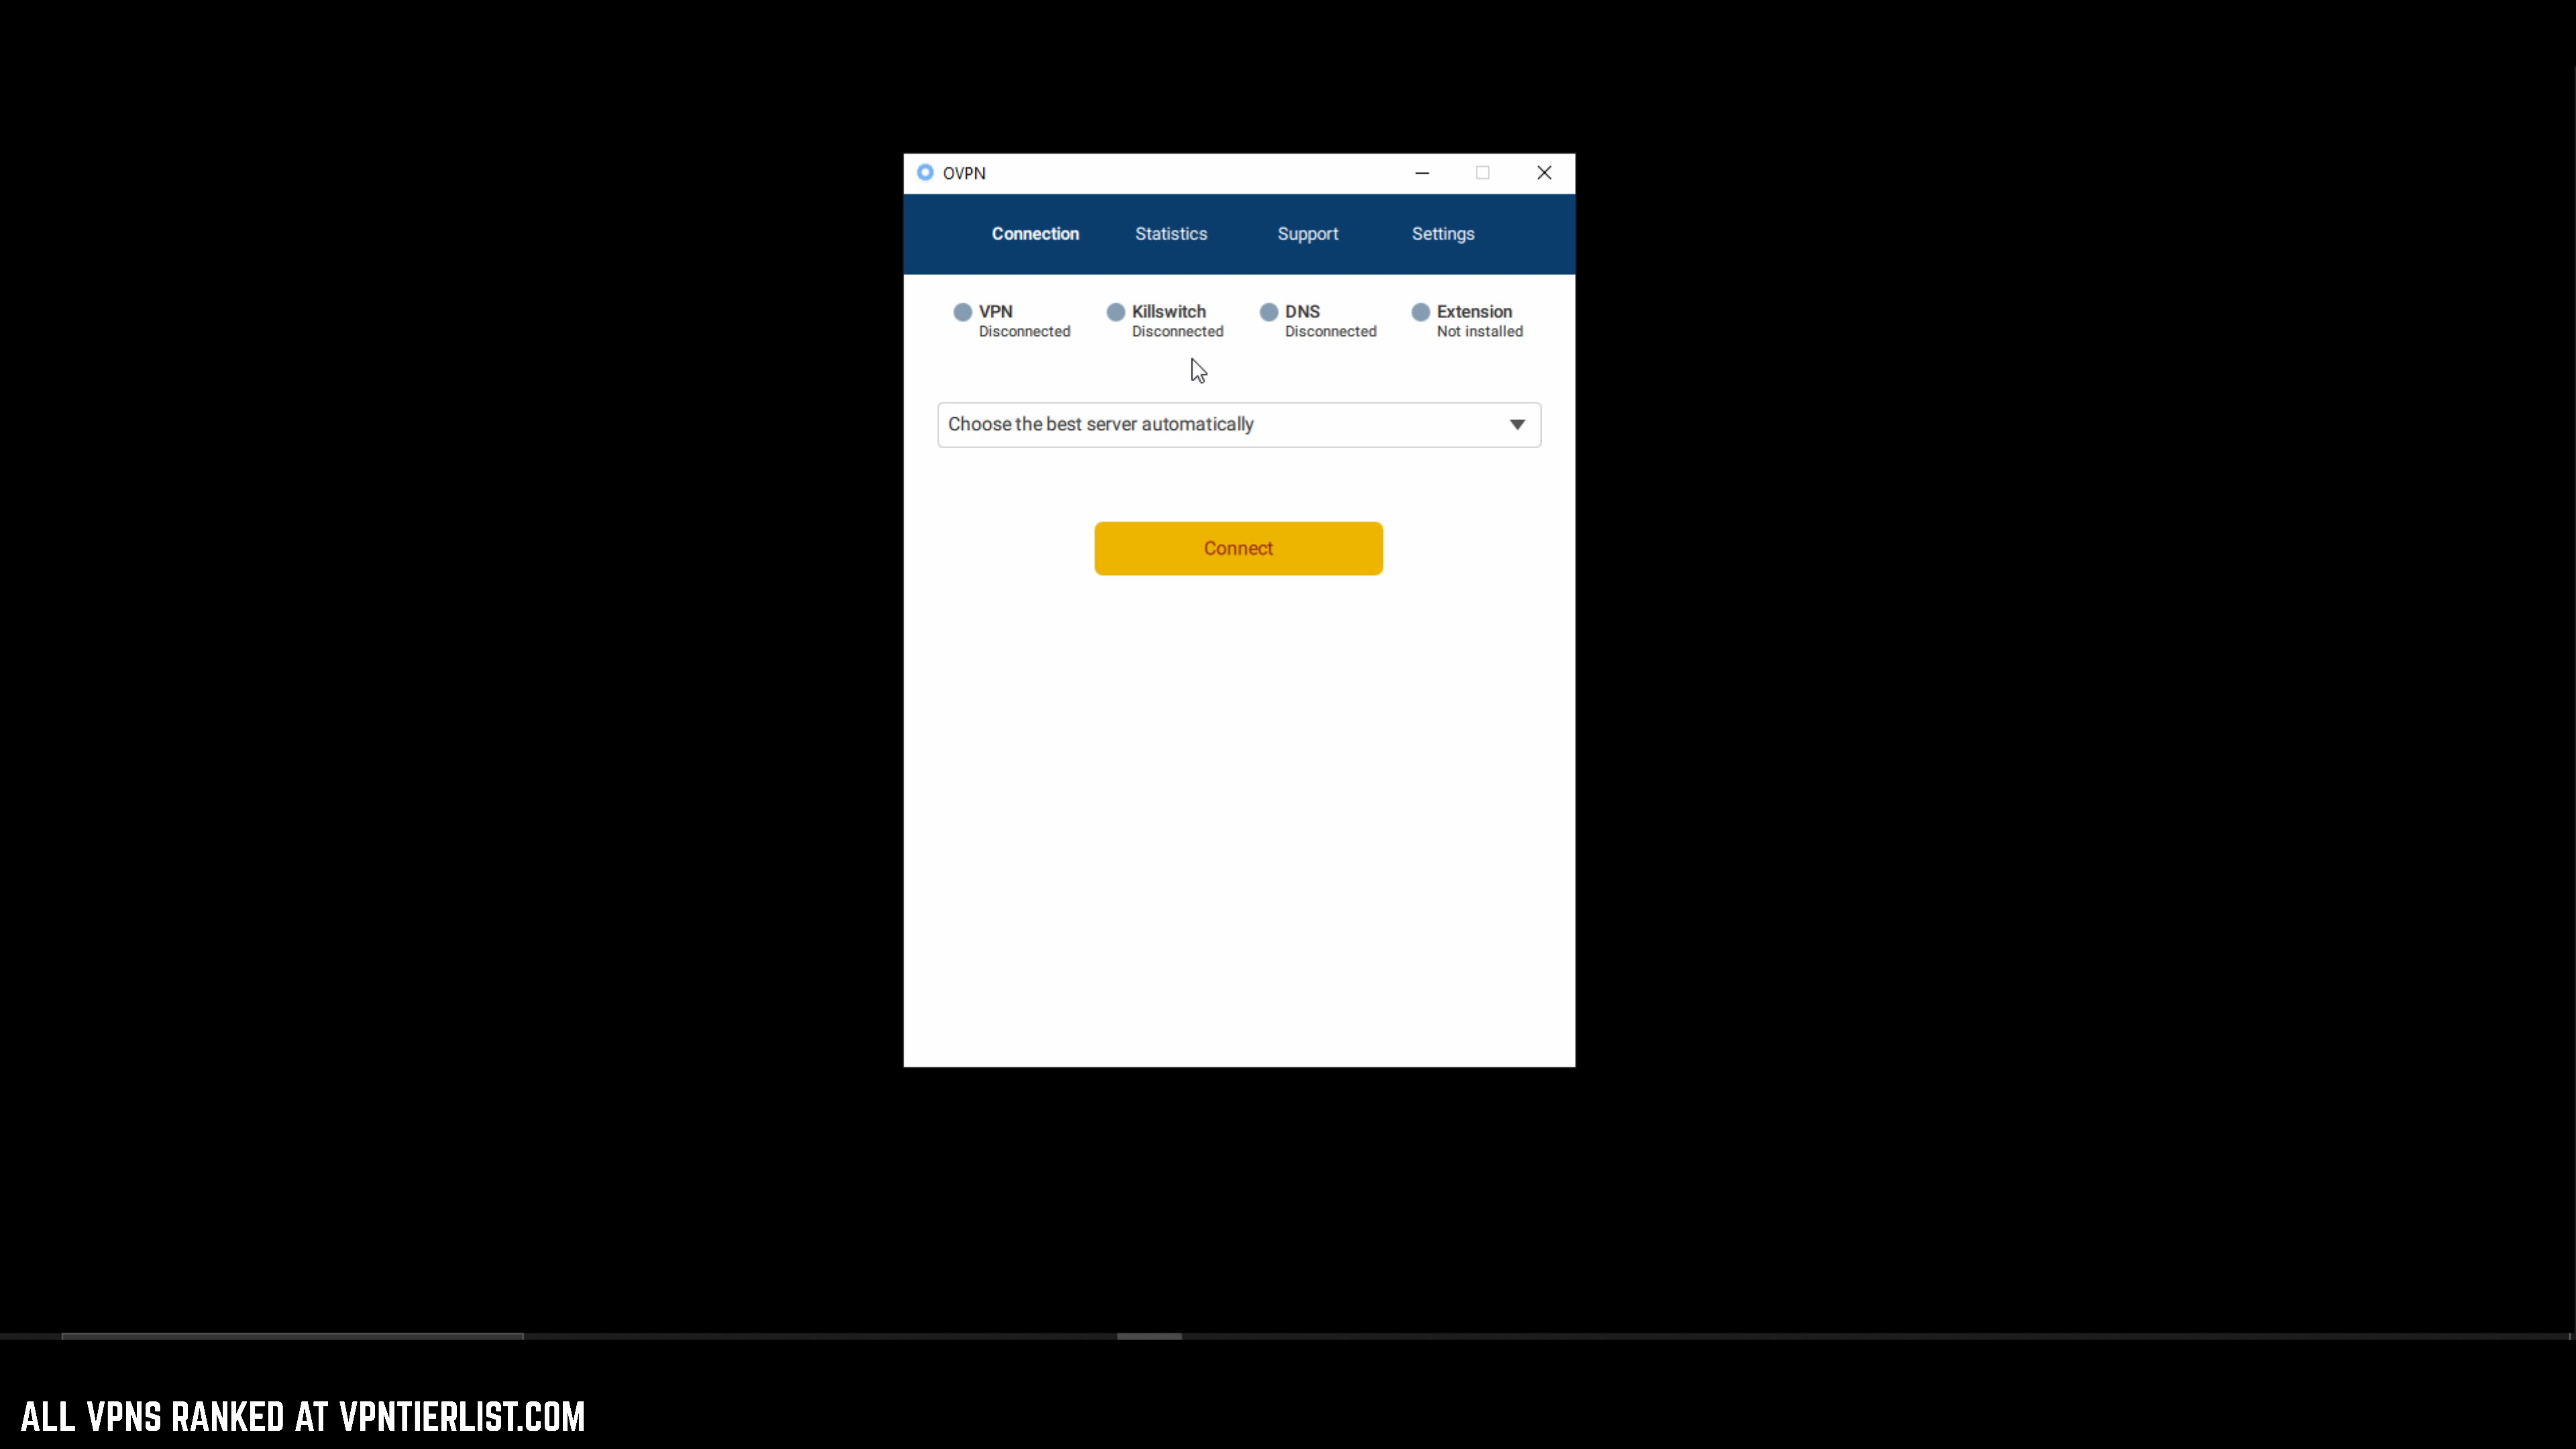 OVPN
Connection Statistics Support Settings
VPN Killswitch DNS Extension
Disconnected Disconnected Disconnected Not installed
Choose the best server automatically
Connect
ALL VPNS RANKED AT VPNTIERLIST.COM